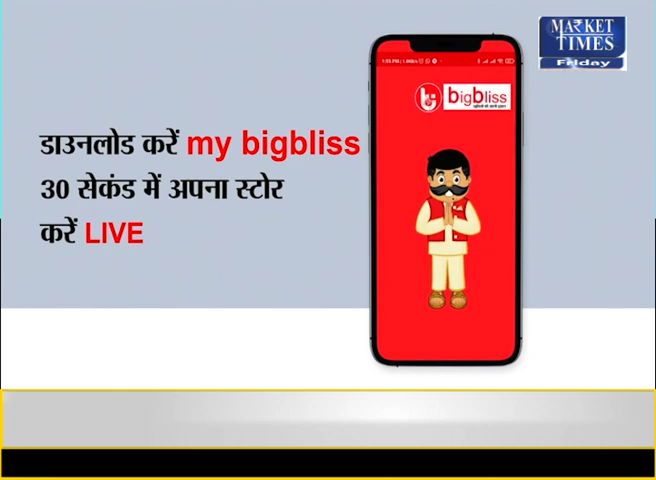 MARKET
TIMES
Friday
डाउनलोड करें my bigbliss
30 सेकंड में अपना स्टोर
करें LIVE
bigbliss